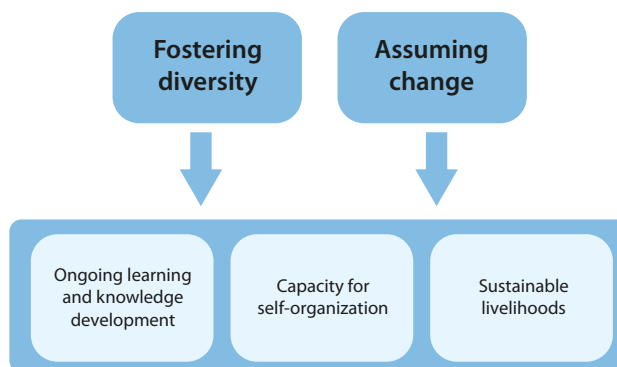 Fostering
diversity
Assuming
change
Ongoing learning
and knowledge
development
Capacity for
self-organization
Sustainable
livelihoods